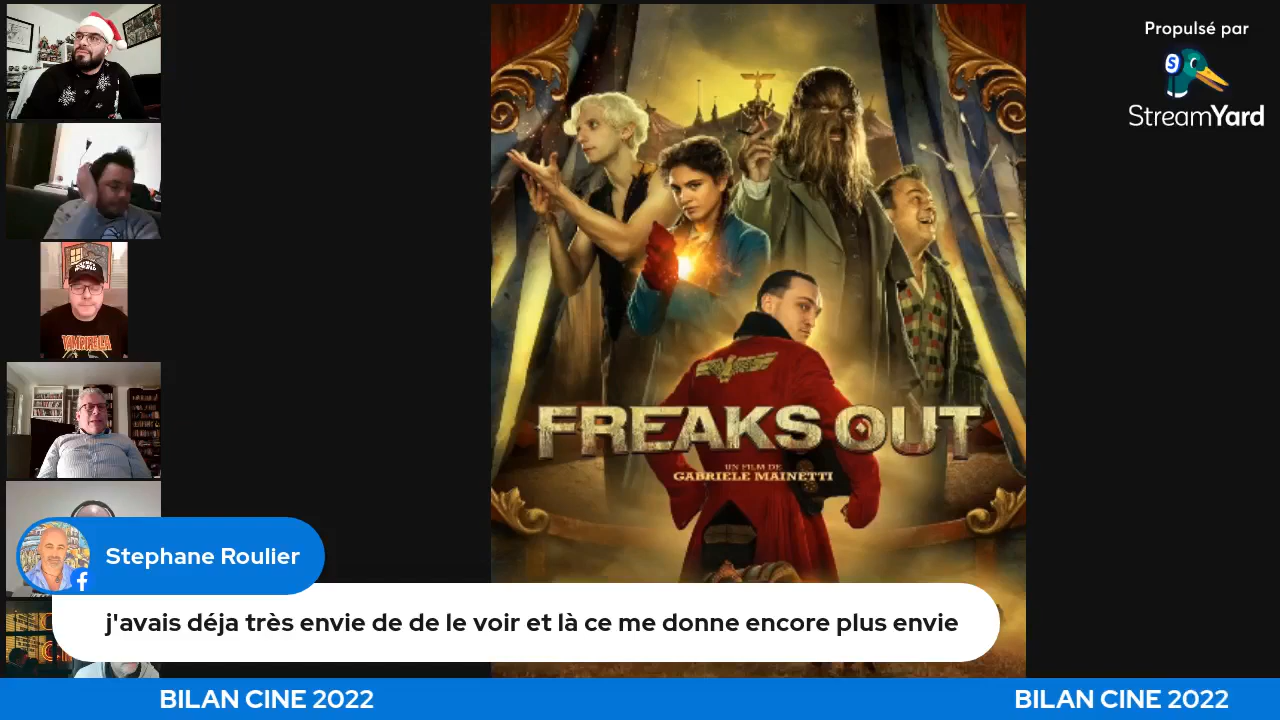 Propulsé par
StreamYard
VAMPIRELLA
FREAKS OUT
UN FILM DE
GABRIELE MAINETTI
Stephane Roulier
j'avais déja très envie de de le voir et là ce me donne encore plus envie
BILAN CINE 2022
BILAN CINE 2022